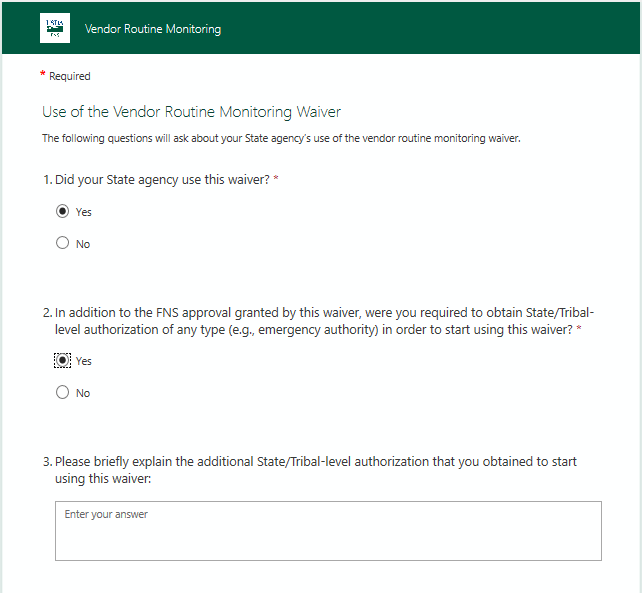 Vendor Routine Monitoring
* Required
Use of the Vendor Routine Monitoring Waiver
The following questions will ask about your State agency's use of the vendor routine monitoring waiver.
1. Did your State agency use this waiver? *
Yes
No
2. In addition to the FNS approval granted by this waiver, were you required to obtain State/Tribal-
level authorization of any type (e.g., emergency authority) in order to start using this waiver? *
Yes
No
3. Please briefly explain the additional State/Tribal-level authorization that you obtained to start
using this waiver:
Enter your answer